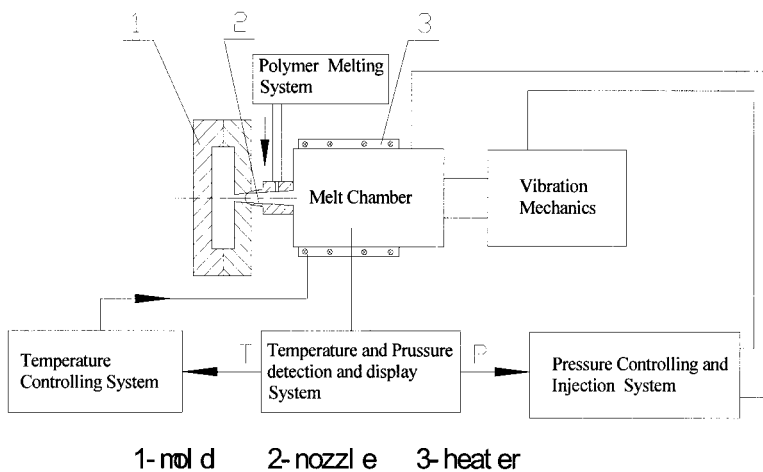 1 2 3
Polymer Melting
System
Melt Chamber
Vibration
Mechanics
Temperature
Controlling System
T
Temperature and Prussure
detection and display
System
P
Pressure Controlling and
Injection System
1-mold 2-nozzle 3-heater